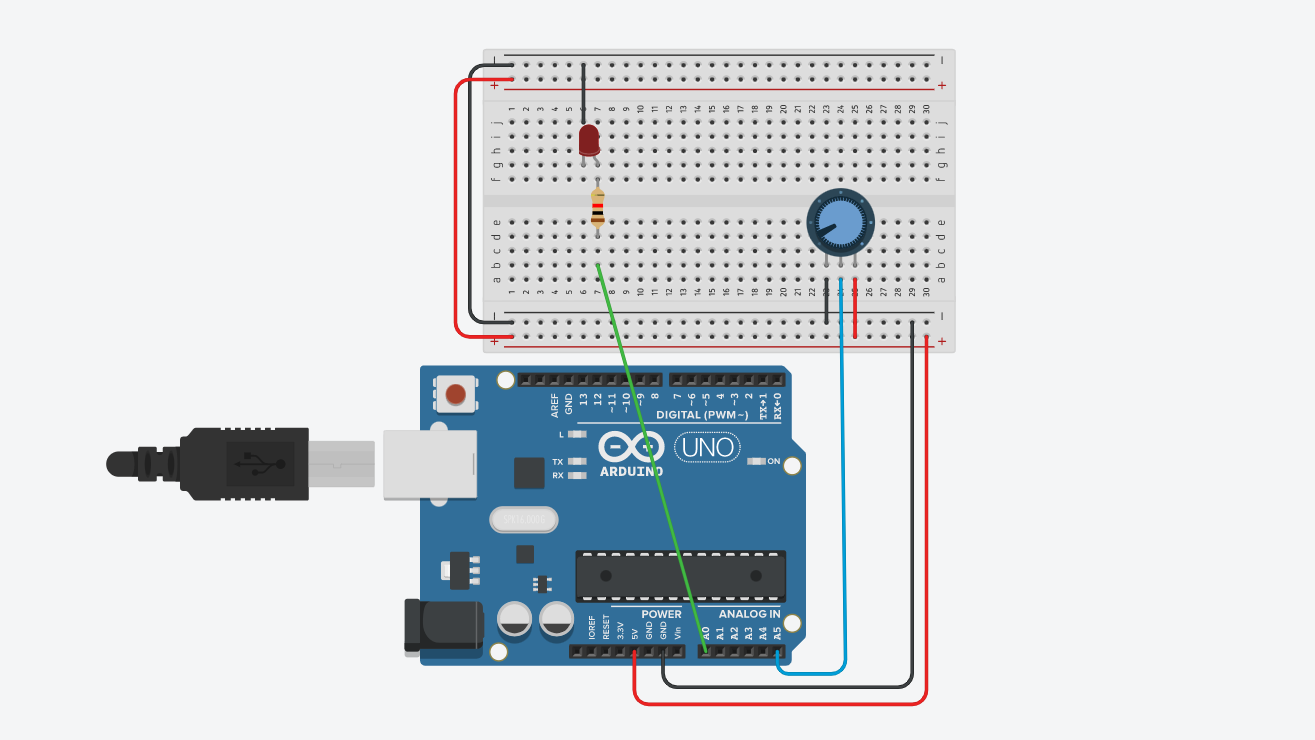 − −
+ +
1 2 3 4 5 6 7 8 9 10 11 12 13 14 15 16 17 18 19 20 21 22 23 24 25 26 27 28 29 30
j j
i i
h h
g g
f f
e e
d d
c c
b b
a a
1 2 3 4 5 6 7 8 9 10 11 12 13 14 15 16 17 18 19 20 21 22 26 27 28 29 30
− −
+ +
AREF GND 13 12 ~11 ~10 ~9 8 7 ~6 ~5 4 ~3 2 TX→1 RX←0
DIGITAL (PWM~)
L
UNO
TX
RX
ARDUINO
ON
POWER ANALOG IN
IOREF RESET 3.3V 5V GND GND Vin A0 A1 A2 A3 A4 A5